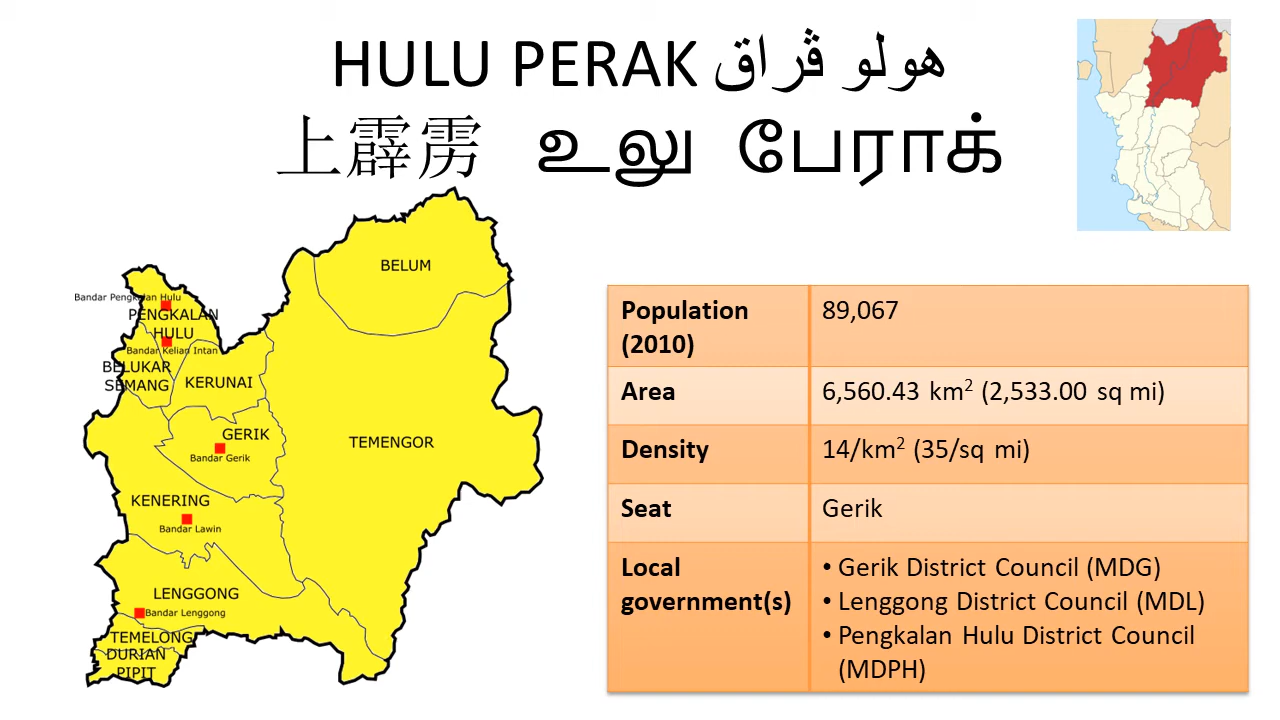 HULU PERAK هولو ڤراق
上霹雳 உலு பேராக்
BELUM
Bandar Pengkalan Hulu
PENGKALAN
HULU
Bandar Kelian Intan
BELUKAR
SEMANG
KERUNAI
GERIK
Bandar Gerik
TEMENGOR
KENERING
Bandar Lawin
LENGGONG
Bandar Lenggong
TEMELONG
DURIAN
PIPIT
Population (2010) 89,067
Area 6,560.43 km² (2,533.00 sq mi)
Density 14/km² (35/sq mi)
Seat Gerik
Local government(s)
• Gerik District Council (MDG)
• Lenggong District Council (MDL)
• Pengkalan Hulu District Council
(MDPH)